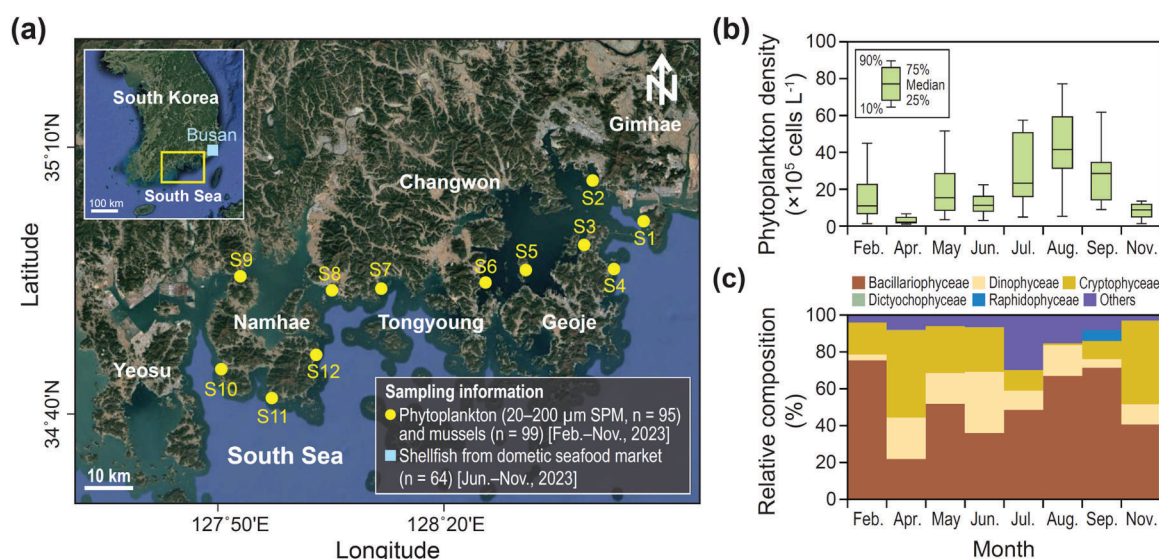 (a)
South Korea
Busan
South Sea
100 km
N
Gimhae
Changwon
S2
S1
S3
S4
S5
S6
S7
S8
S9
Namhae
Tongyoung
Geoje
Yeosu
S10
S11
S12
South Sea
10 km
Sampling information
Phytoplankton (20–200 µm SPM, n = 95)
and mussels (n = 99) [Feb.–Nov., 2023]
Shellfish from dometic seafood market
(n = 64) [Jun.–Nov., 2023]
Latitude
35°10'N
34°40'N
127°50'E
128°20'E
Longitude
(b)
Phytoplankton density
(×10⁵ cells L⁻¹)
100
80
60
40
20
0
90%
75%
Median
25%
10%
Feb. Apr. May Jun. Jul. Aug. Sep. Nov.
(c)
Bacillariophyceae Dinophyceae Cryptophyceae
Dictyochophyceae Raphidophyceae Others
Relative composition
(%)
100
80
60
40
20
0
Feb. Apr. May Jun. Jul. Aug. Sep. Nov.
Month